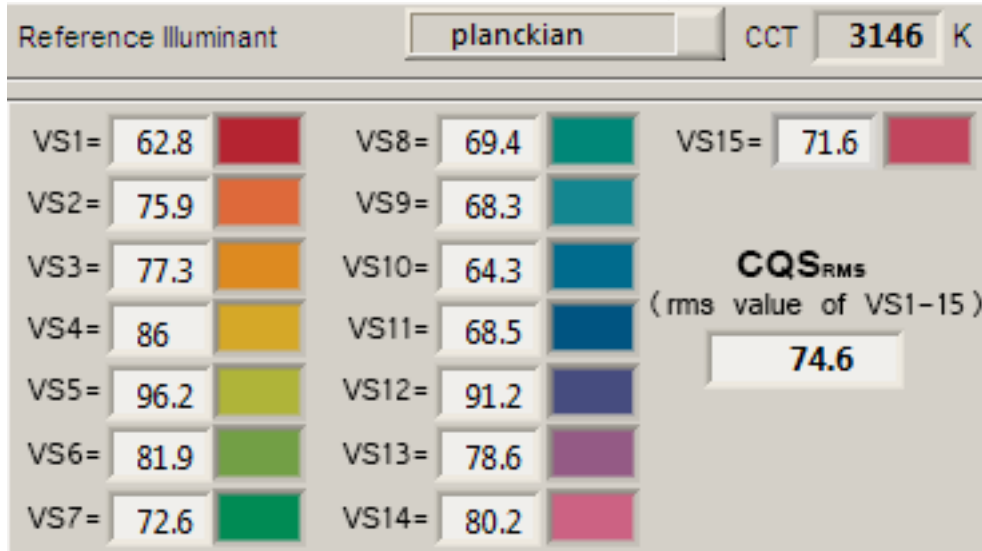 Reference Illuminant planckian CCT 3146 K
VS1= 62.8 VS8= 69.4 VS15= 71.6
VS2= 75.9 VS9= 68.3
VS3= 77.3 VS10= 64.3 CQSRMS
VS4= 86 VS11= 68.5 (rms value of VS1-15)
VS5= 96.2 VS12= 91.2 74.6
VS6= 81.9 VS13= 78.6
VS7= 72.6 VS14= 80.2